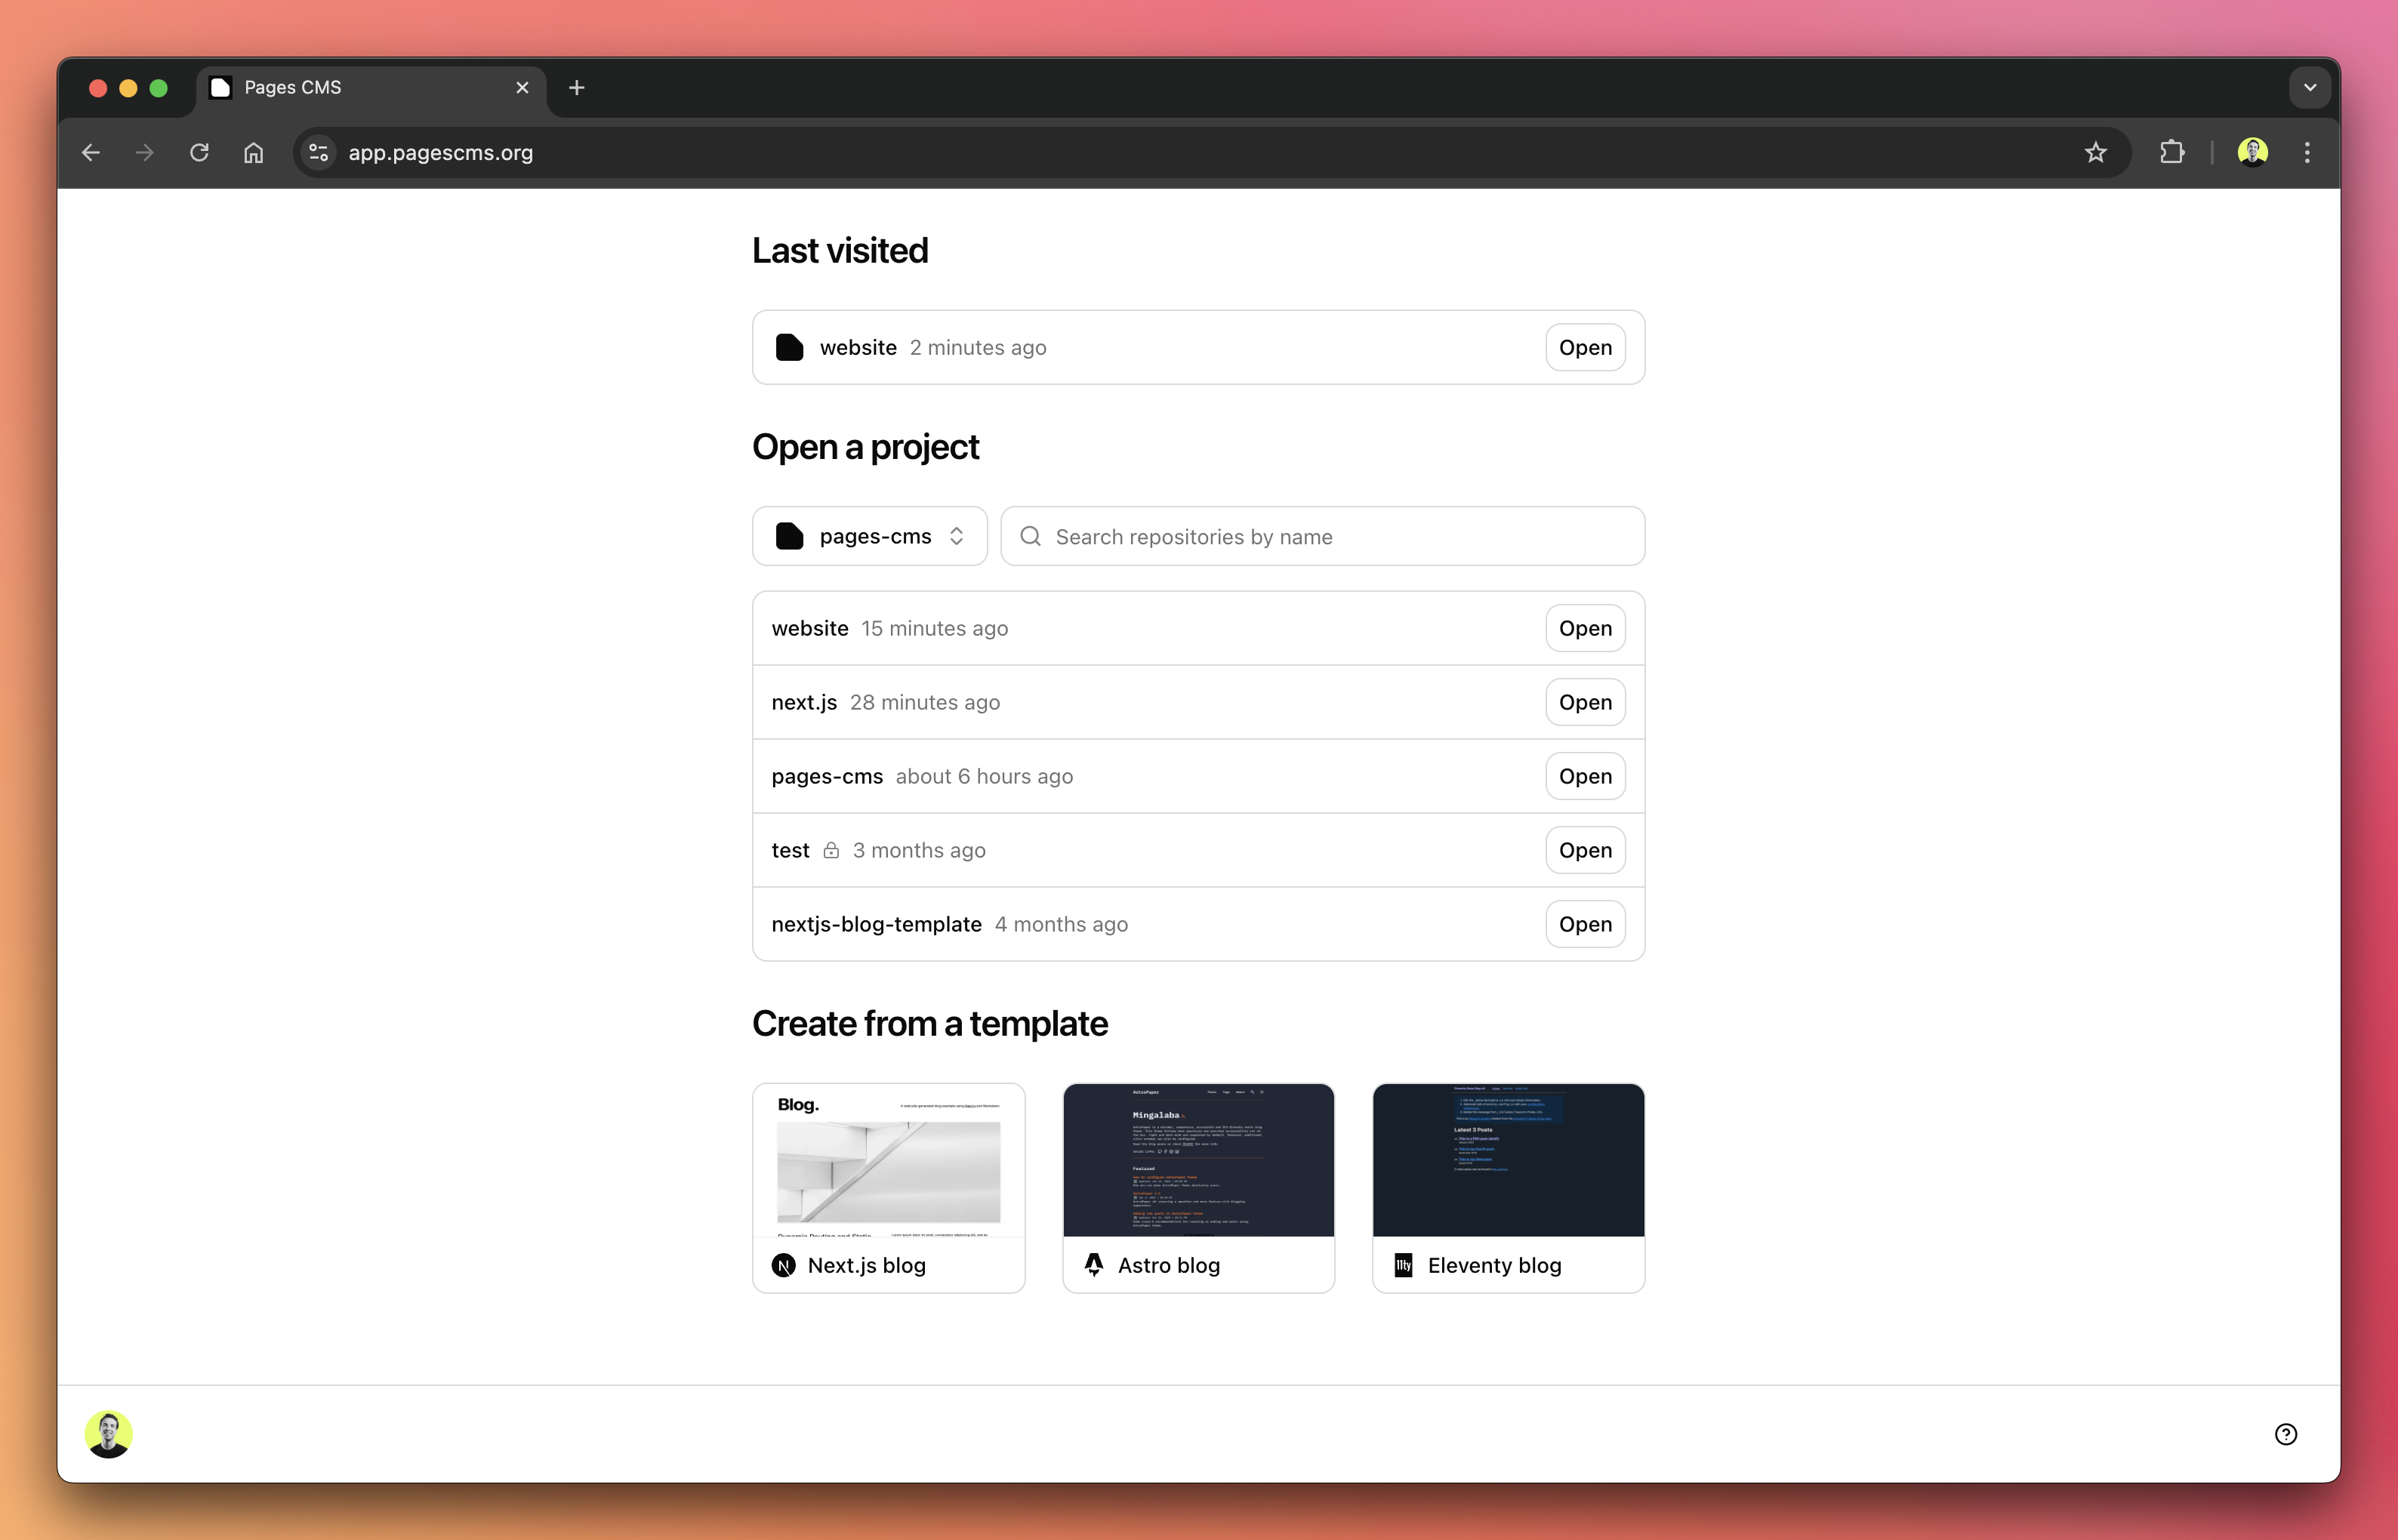 Pages CMS
app.pagescms.org
Last visited
website 2 minutes ago Open
Open a project
pages-cms Search repositories by name
website 15 minutes ago Open
next.js 28 minutes ago Open
pages-cms about 6 hours ago Open
test 3 months ago Open
nextjs-blog-template 4 months ago Open
Create from a template
Blog.
Mingalaba
Featured
Latest 3 Posts
N Next.js blog
Astro blog
11ty Eleventy blog